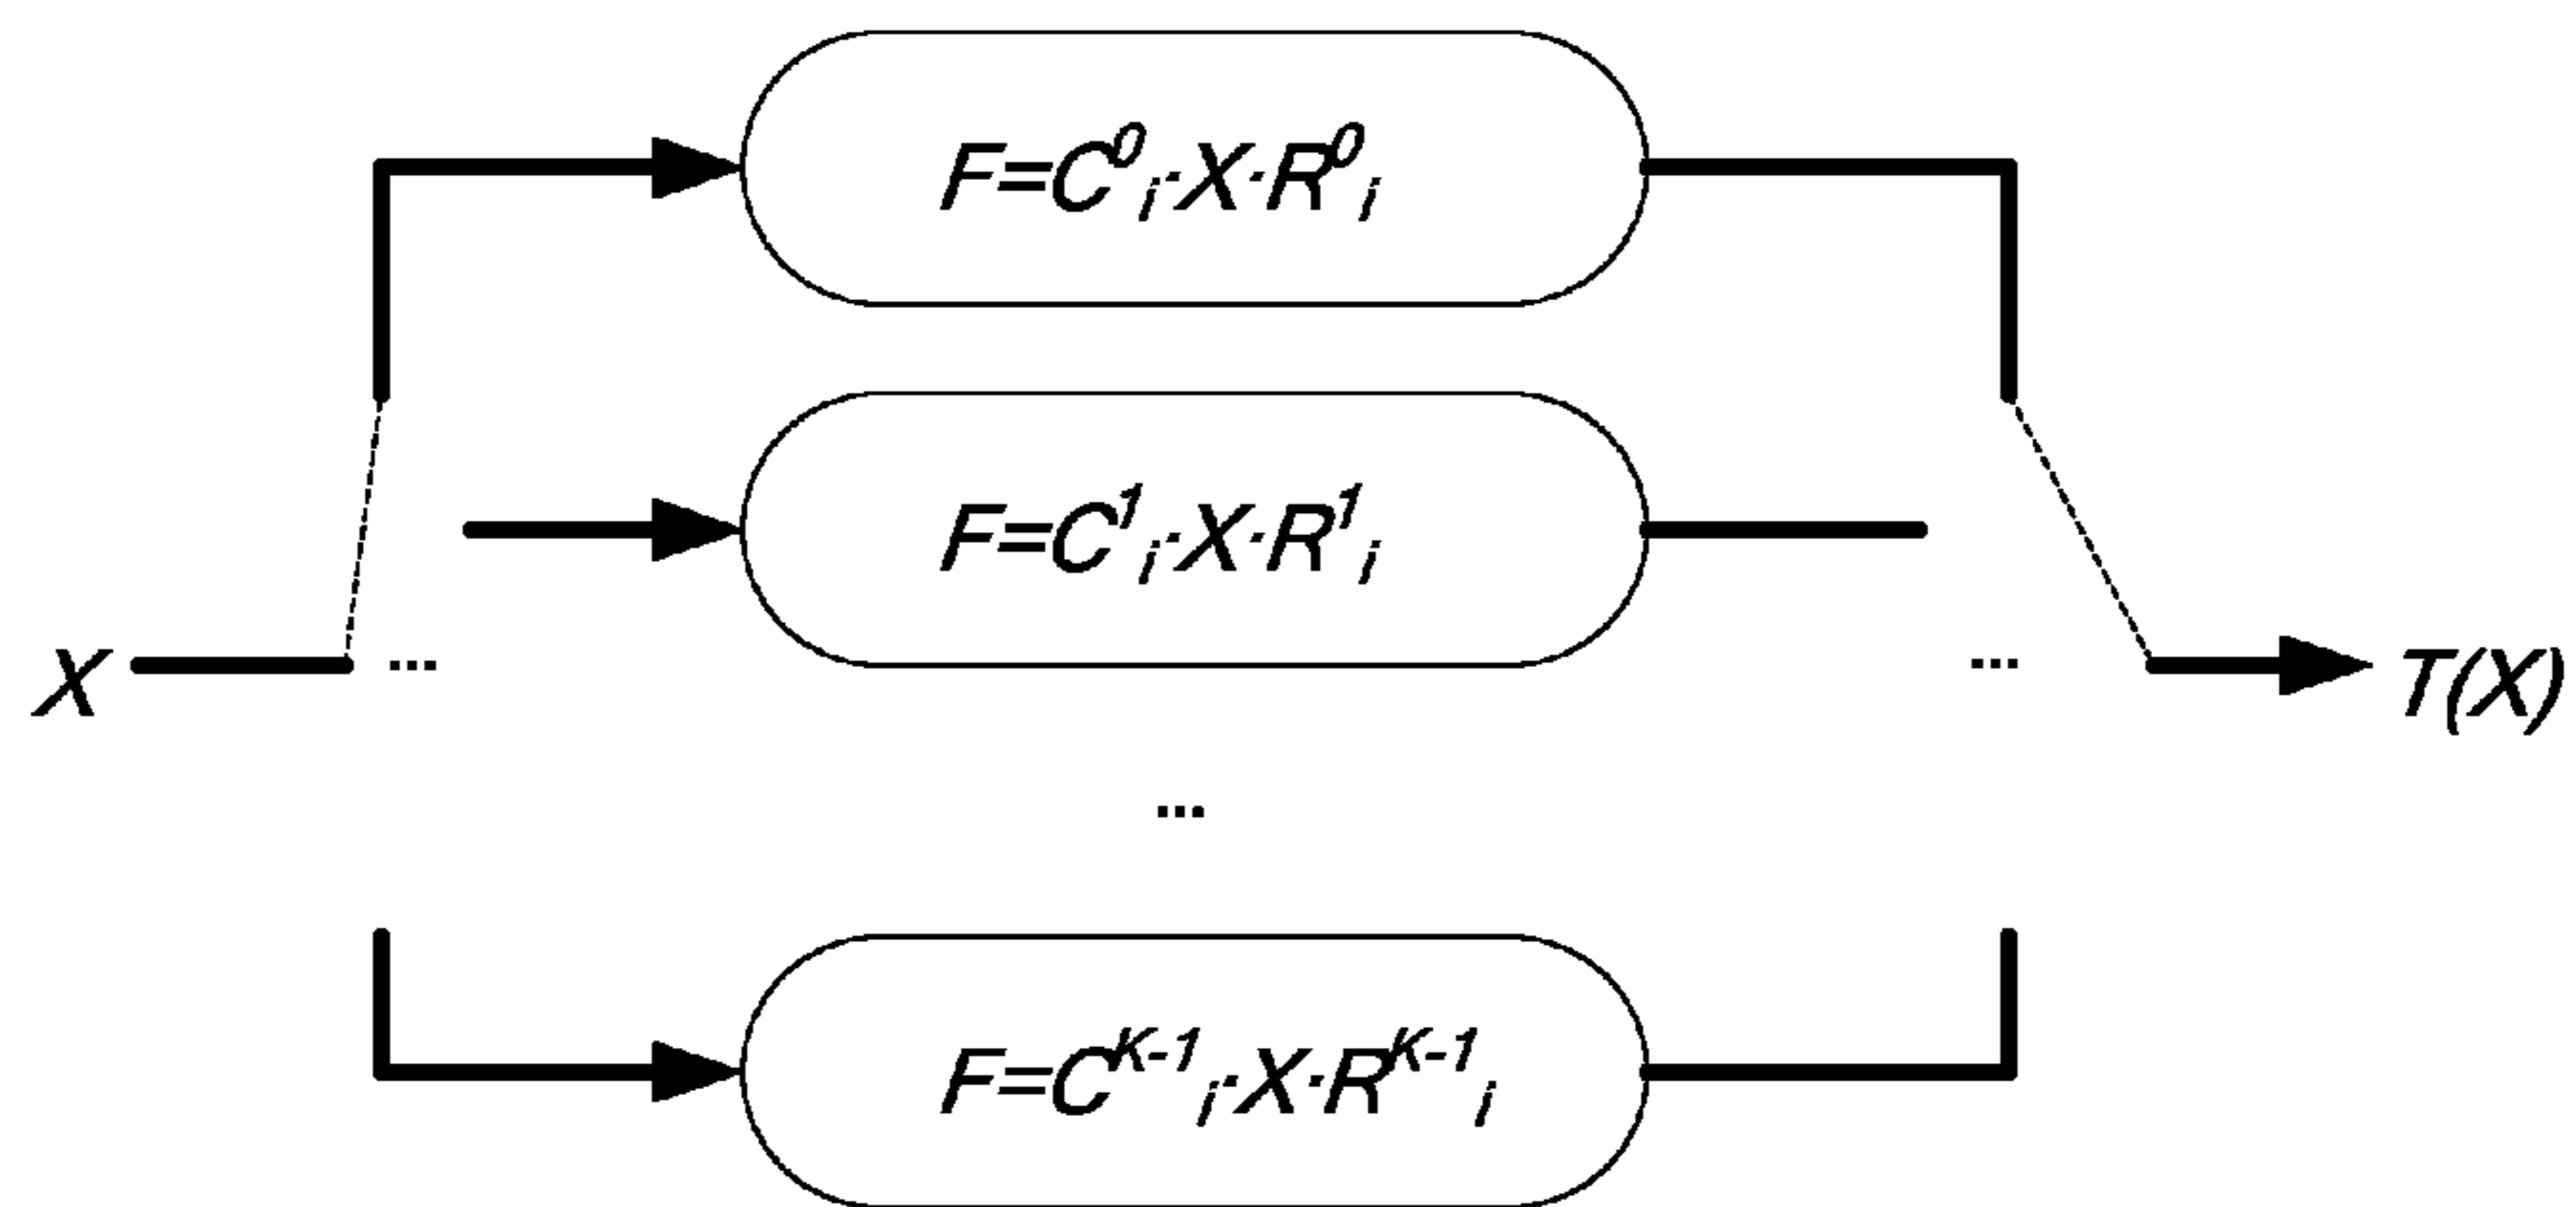 F=C⁰ᵢ·X·R⁰ᵢ
F=C¹ᵢ·X·R¹ᵢ
X ... ... T(X)
...
F=Cᴷ⁻¹ᵢ·X·Rᴷ⁻¹ᵢ